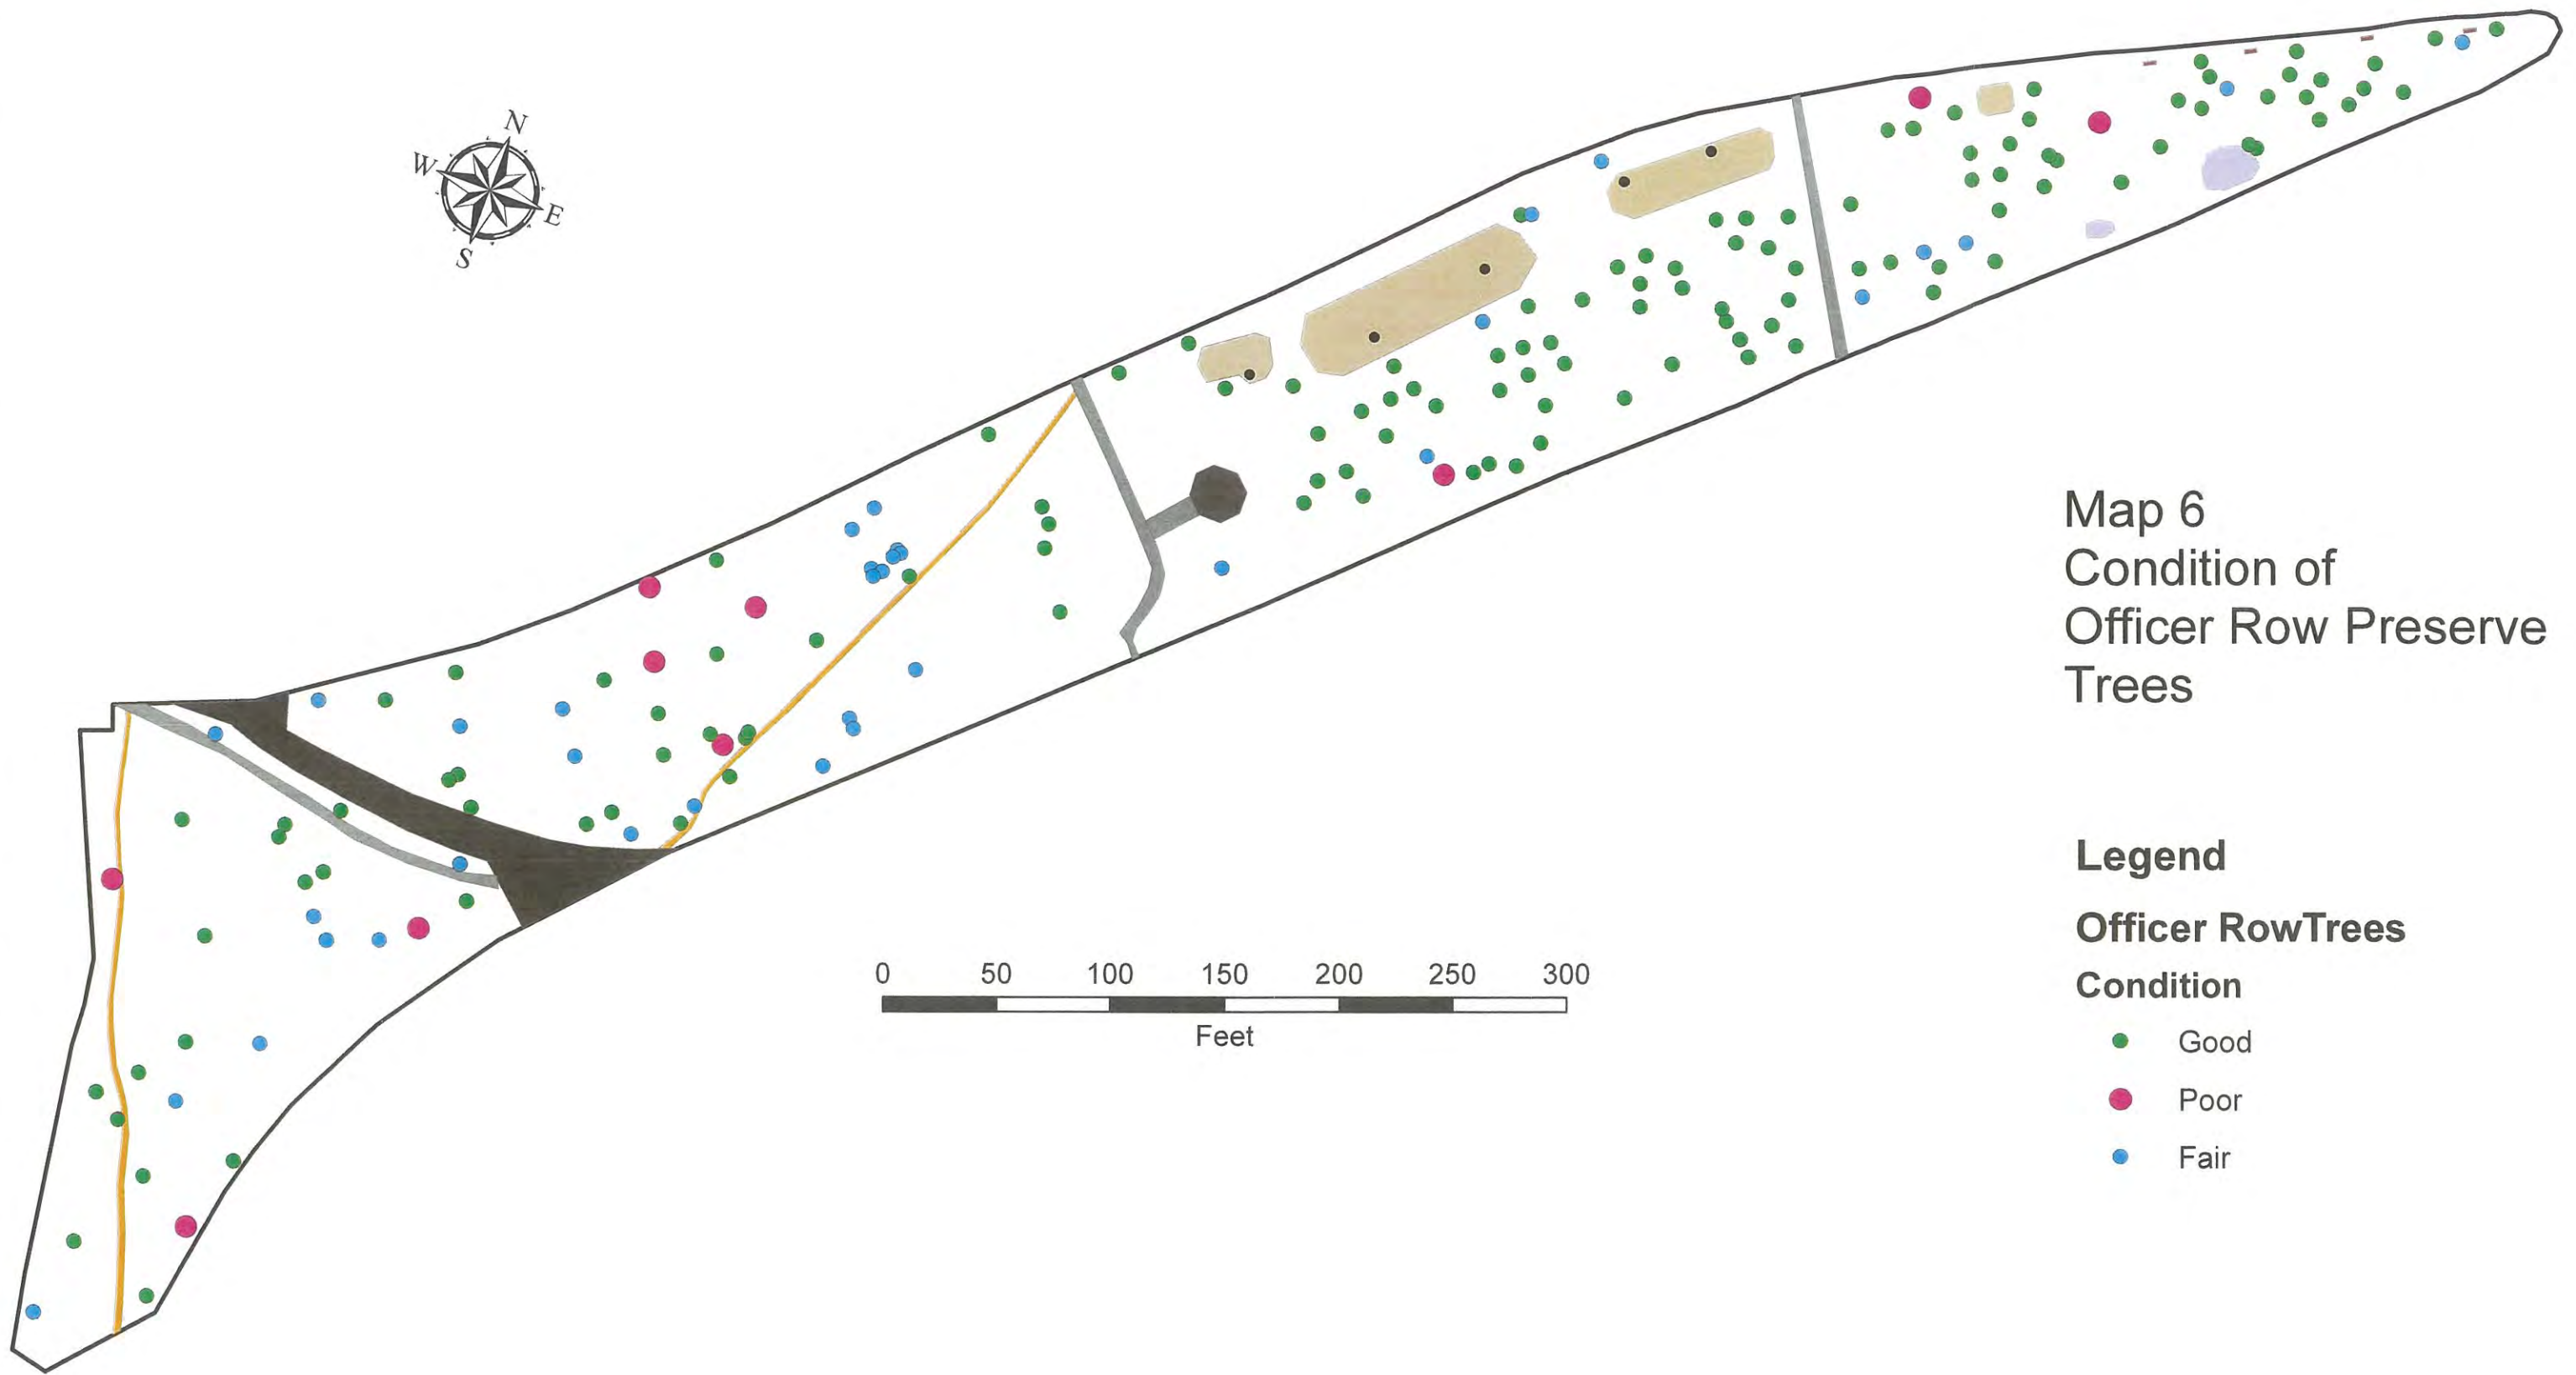 N
W
E
S
Map 6
Condition of
Officer Row Preserve
Trees
Legend
Officer RowTrees
Condition
Good
Poor
Fair
0 50 100 150 200 250 300
Feet